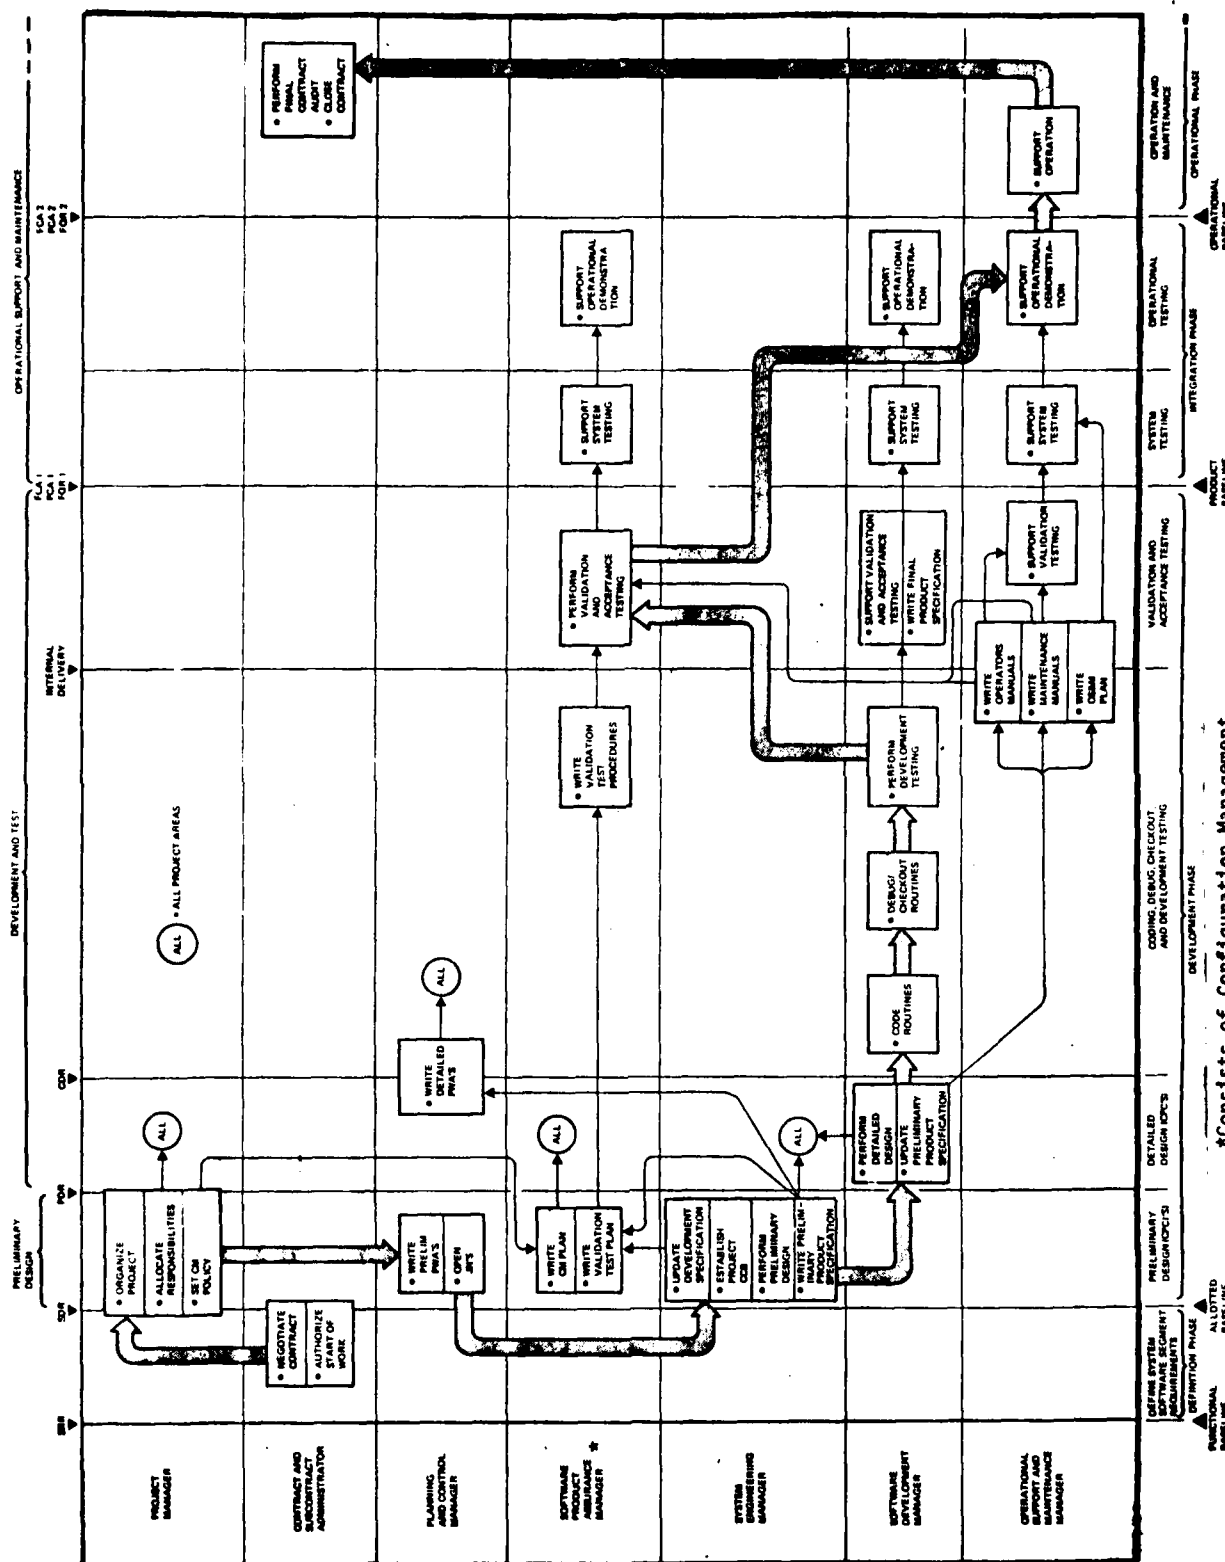 OPERATIONAL SUPPORT AND MAINTENANCE
DEVELOPMENT AND TEST
PRELIMINARY
DESIGN
FCA 2
PCA 2
FQR 2
FCA 1
PCA 1
FQR 1
INTERNAL
DELIVERY
CDR
PDR
SDR
SRR
PROJECT
MANAGER
• ORGANIZE
PROJECT
• ALLOCATE
RESPONSIBILITIES
• SET CM
POLICY
ALL
ALL
• ALL PROJECT AREAS
CONTRACT AND
SUBCONTRACT
ADMINISTRATOR
• NEGOTIATE
CONTRACT
• AUTHORIZE
START OF
WORK
• PERFORM
FINAL
CONTRACT
AUDIT
• CLOSE
CONTRACT
PLANNING
AND CONTROL
MANAGER
• WRITE
PRELIM
PWA'S
• OPEN
JN'S
• WRITE
DETAILED
PWA'S
ALL
SOFTWARE
PRODUCT
ASSURANCE *
MANAGER
• WRITE
CM PLAN
• WRITE
VALIDATION
TEST PLAN
ALL
• WRITE
VALIDATION
TEST
PROCEDURES
• PERFORM
VALIDATION
AND
ACCEPTANCE
TESTING
• SUPPORT
SYSTEM
TESTING
• SUPPORT
OPERATIONAL
DEMONSTRA
TION
SYSTEM
ENGINEERING
MANAGER
• UPDATE
DEVELOPMENT
SPECIFICATION
• ESTABLISH
PROJECT
CCB
• PERFORM
PRELIMINARY
DESIGN
• WRITE PRELIM-
INARY
PRODUCT
SPECIFICATION
ALL
SOFTWARE
DEVELOPMENT
MANAGER
• PERFORM
DETAILED
DESIGN
• UPDATE
PRELIMINARY
PRODUCT
SPECIFICATION
• CODE
ROUTINES
• DEBUG/
CHECKOUT
ROUTINES
• PERFORM
DEVELOPMENT
TESTING
• SUPPORT VALIDATION
AND ACCEPTANCE
TESTING
• WRITE FINAL
PRODUCT
SPECIFICATION
• SUPPORT
SYSTEM
TESTING
• SUPPORT
OPERATIONAL
DEMONSTRA-
TION
OPERATIONAL
SUPPORT AND
MAINTENANCE
MANAGER
• WRITE
OPERATORS
MANUALS
• WRITE
MAINTENANCE
MANUALS
• WRITE
OS&M
PLAN
• SUPPORT
VALIDATION
TESTING
• SUPPORT
SYSTEM
TESTING
• SUPPORT
OPERATIONAL
DEMONSTRA-
TION
• SUPPORT
OPERATION
DEFINE SYSTEM
SOFTWARE SEGMENT
REQUIREMENTS
PRELIMINARY
DESIGN (CPCI'S)
DETAILED
DESIGN (CPC'S)
CODING, DEBUG, CHECKOUT
AND DEVELOPMENT TESTING
VALIDATION AND
ACCEPTANCE TESTING
SYSTEM
TESTING
OPERATIONAL
TESTING
OPERATION AND
MAINTENANCE
DEFINITION PHASE
DEVELOPMENT PHASE
INTEGRATION PHASE
OPERATIONAL PHASE
FUNCTIONAL
BASELINE
ALLOTTED
BASELINE
PRODUCT
BASELINE
OPERATIONAL
BASELINE
*Consists of Configuration Management